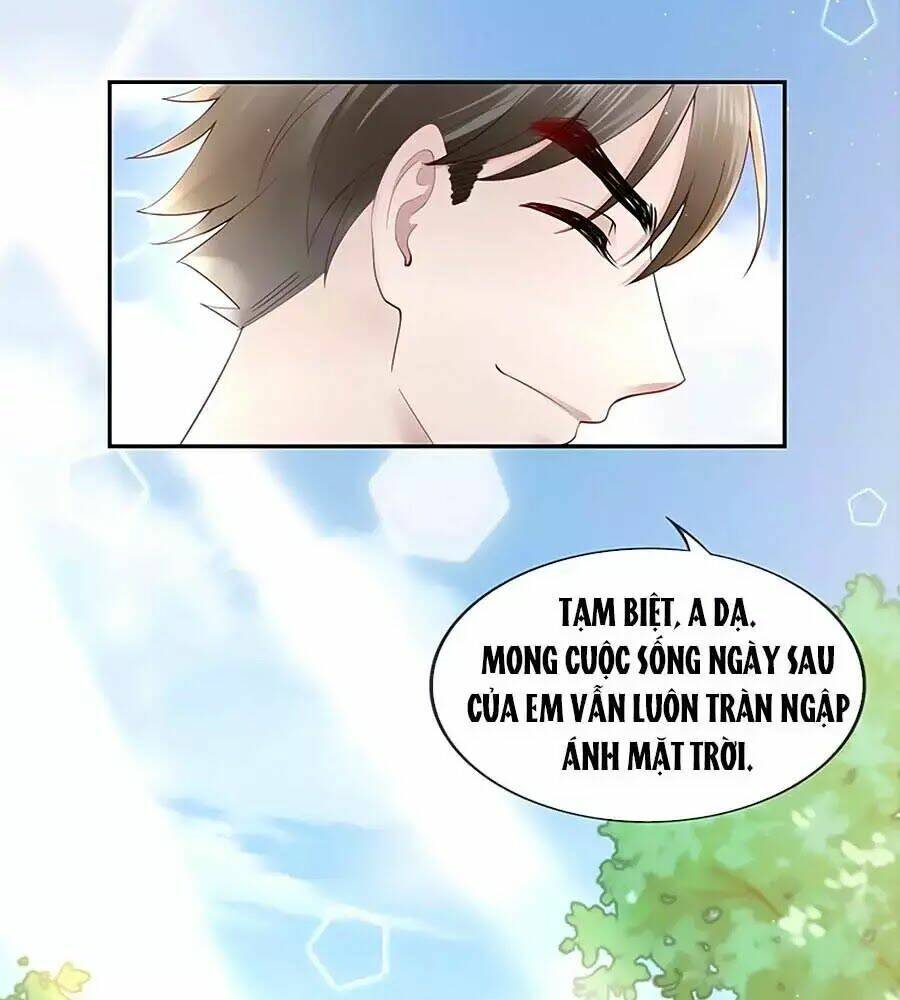 TẠM BIỆT, A DẠ.
MONG CUỘC SỐNG NGÀY SAU
CỦA EM VẪN LUÔN TRÀN NGẬP
ÁNH MẶT TRỜI.